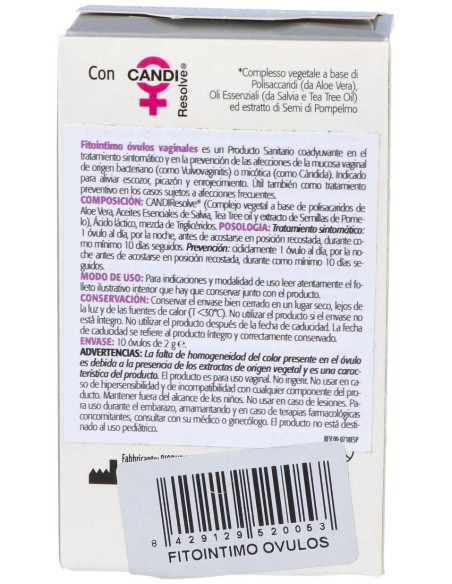 Con CANDI
Resolve®
*Complesso vegetale a base di
Polisaccaridi (da Aloe Vera),
Oli Essenziali (da Salvia e Tea Tree Oil)
ed estratto di Semi di Pompelmo
Fitointimo óvulos vaginales es un Producto Sanitario coadyuvante en el
tratamiento sintomático y en la prevención de las afecciones de la mucosa vaginal
de origen bacteriano (como Vulvovaginitis) o micótica (como Cándida). Indicado
para aliviar escozor, picazón y enrojecimiento. Útil también como tratamiento
preventivo en los casos sujetos a afecciones frecuentes.
COMPOSICIÓN: CANDIResolve® (Complejo vegetal a base de polisacaridos de
Aloe Vera, Aceites Esenciales de Salvia, Tea Tree oil y extracto de Semillas de Pome-
lo), Ácido láctico, mezcla de Triglicéridos. POSOLOGIA: Tratamiento sintomático:
1 óvulo al dia, por la noche, antes de acostarse en posición recostada, durante co-
mo mínimo 10 dias seguidos. Prevención: ciclidamente 1 óvulo al día, por la no-
che antes de acostarse en posición recostada, durante como mínimo 10 días se-
guidos.
MODO DE USO: Para indicaciones y modalidad de uso leer atentamente el fo-
lleto ilustrativo interior que hay que conservar junto con el producto.
CONSERVACIÓN: Conservar el envase bien cerrado en un lugar seco, lejos de
la luz y de las fuentes de calor (T <30°C). No utilizar el producto si el envase no
está íntegro. No utilizar el producto después de la fecha de caducidad. La fecha
de caducidad se refiere al producto íntegro y correctamente conservado.
ENVASE: 10 óvulos de 2 g ℮.
ADVERTENCIAS: La falta de homogeneidad del color presente en el óvulo
es debida a la presencia de los extractos de origen vegetal y es una carac-
terística del producto. El producto es para uso vaginal. No ingerir. No usar en ca-
so de hipersensibilidad y de incompatibilidad con cualquier componente del pro-
ducto. Mantener fuera del alcance de los niños. No usar en caso de lesiones. Pa-
ra uso durante el embarazo, amamantando y en caso de terapias farmacológicas
concomitantes, consultar con su médico o ginecólogo. El producto no está desti-
nado al uso pediátrico.
Fabbricante:
8 429129 520053
FITOINTIMO OVULOS